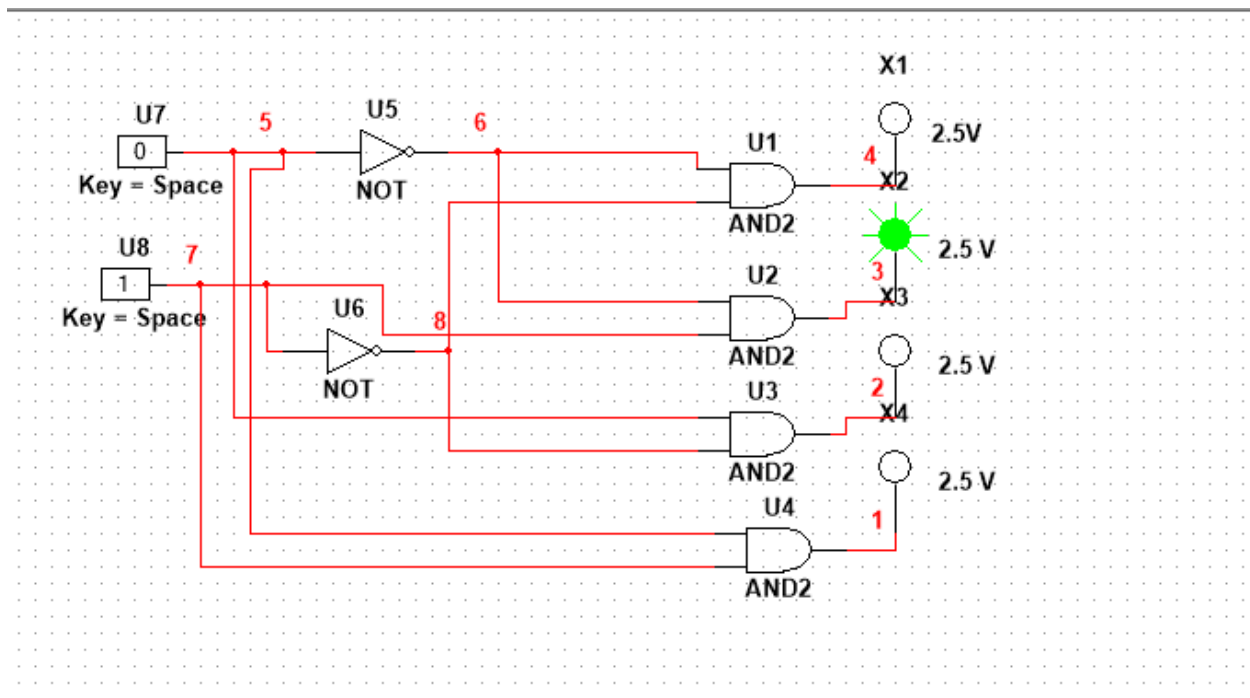 X1
U7
5
U5
6
0
2.5V
U1
4
Key = Space
NOT
X2
AND2
U8
7
2.5 V
1
U2
3
X3
Key = Space
U6
8
AND2
NOT
2.5 V
U3
2
X4
AND2
2.5 V
U4
1
AND2